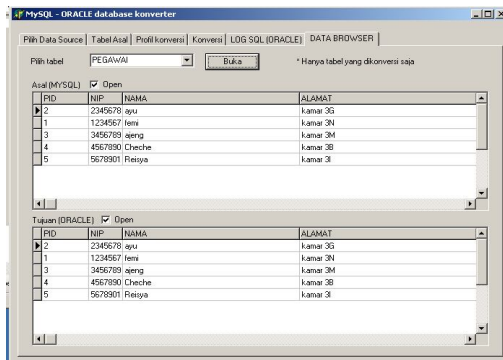 MySQL - ORACLE database konverter
Pilih Data Source Tabel Asal Profil konversi Konversi LOG SQL (ORACLE) DATA BROWSER
Pilih tabel PEGAWAI Buka * Hanya tabel yang dikonversi saja
Asal (MYSQL) Open
PID NIP NAMA ALAMAT
2 2345678 ayu kamar 3G
1 1234567 femi kamar 3N
3 3456789 ajeng kamar 3M
4 4567890 Cheche kamar 3B
5 5678901 Reisya kamar 3I
Tujuan (ORACLE) Open
PID NIP NAMA ALAMAT
2 2345678 ayu kamar 3G
1 1234567 femi kamar 3N
3 3456789 ajeng kamar 3M
4 4567890 Cheche kamar 3B
5 5678901 Reisya kamar 3I